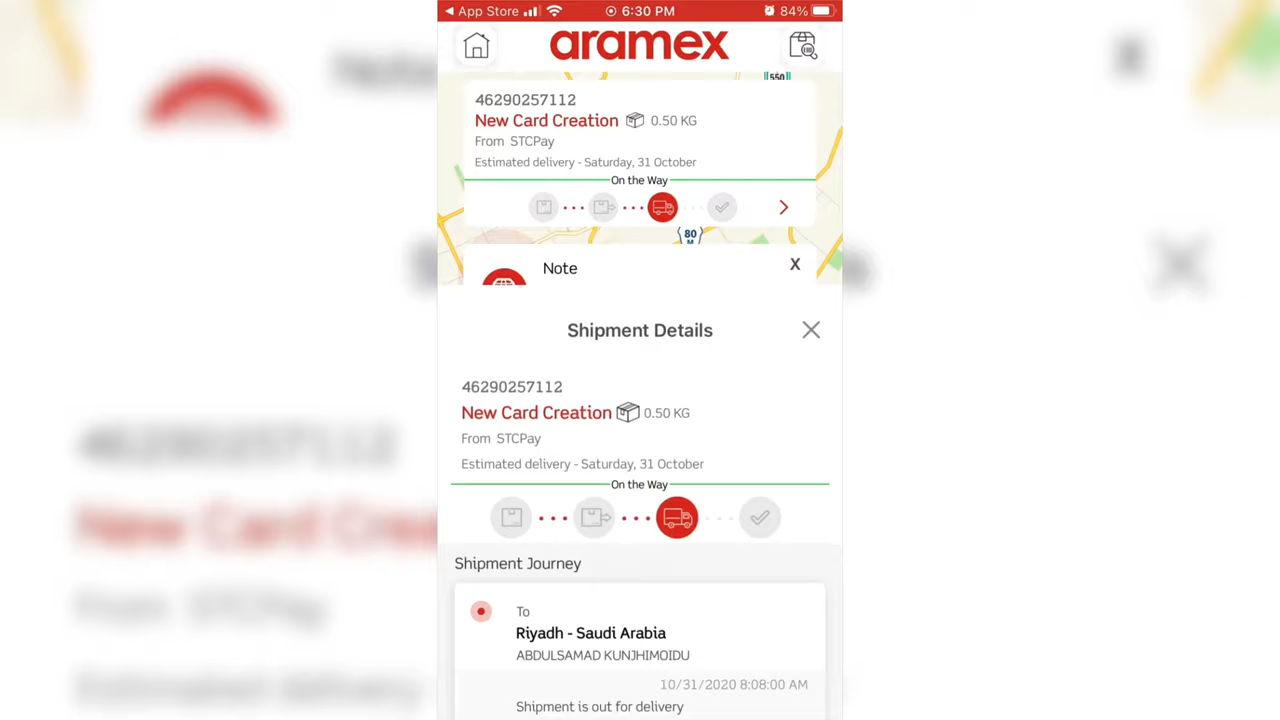 App Store 6:30 PM 84%
aramex
550
46290257112
New Card Creation 0.50 KG
From STCPay
Estimated delivery - Saturday, 31 October
On the Way
80
M
Note X
Shipment Details
46290257112
New Card Creation 0.50 KG
From STCPay
Estimated delivery - Saturday, 31 October
On the Way
Shipment Journey
To
Riyadh - Saudi Arabia
ABDULSAMAD KUNJHIMOIDU
10/31/2020 8:08:00 AM
Shipment is out for delivery